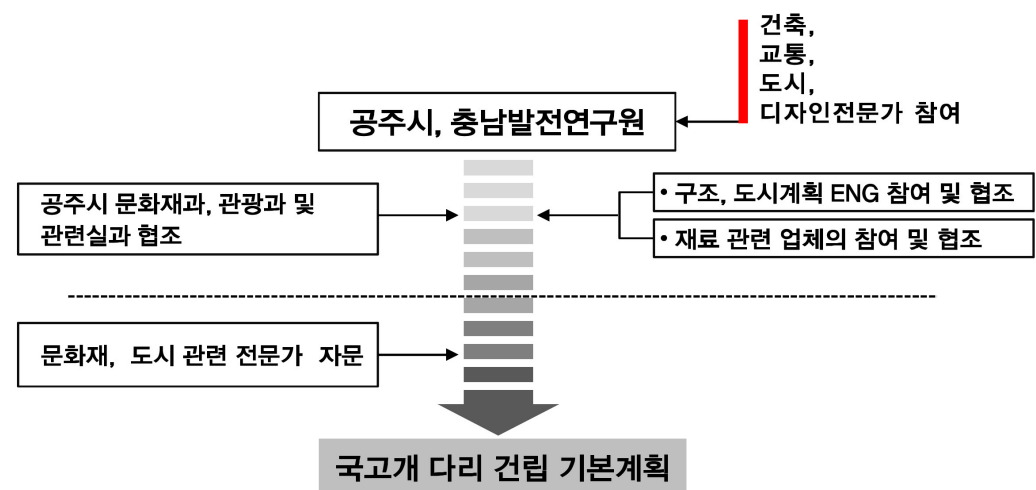 건축,
교통,
도시,
디자인전문가 참여
공주시, 충남발전연구원
공주시 문화재과, 관광과 및
관련실과 협조
• 구조, 도시계획 ENG 참여 및 협조
• 재료 관련 업체의 참여 및 협조
문화재, 도시 관련 전문가 자문
국고개 다리 건립 기본계획